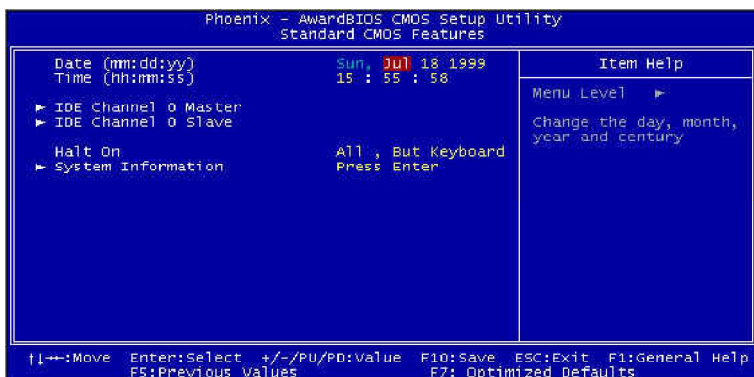 Phoenix - AwardBIOS CMOS Setup Utility
Standard CMOS Features
Date (mm:dd:yy) Sun, Jul 18 1999
Time (hh:mm:ss) 15 : 55 : 58
► IDE Channel 0 Master
► IDE Channel 0 Slave
Halt On All , But Keyboard
► System Information Press Enter
Item Help
Menu Level ►
Change the day, month,
year and century
↑↓→←:Move Enter:Select +/-/PU/PD:Value F10:Save ESC:Exit F1:General Help
F5:Previous Values F7: Optimized Defaults